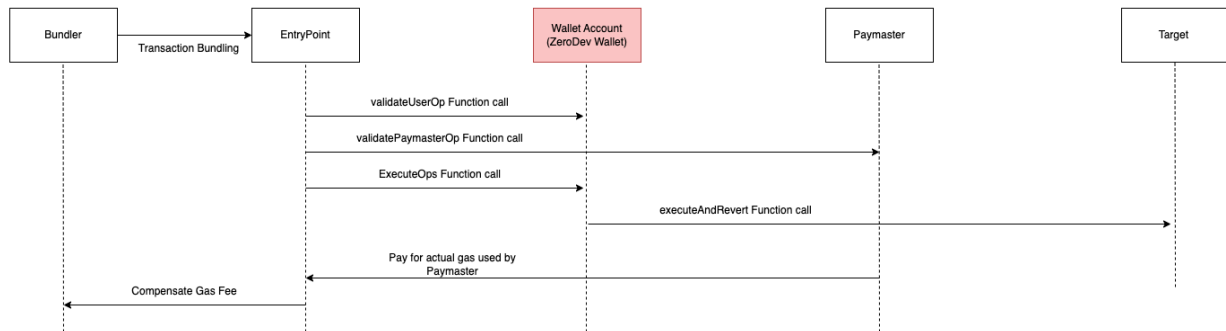 Bundler
Transaction Bundling
EntryPoint
Wallet Account
(ZeroDev Wallet)
Paymaster
Target
validateUserOp Function call
validatePaymasterOp Function call
ExecuteOps Function call
executeAndRevert Function call
Pay for actual gas used by
Paymaster
Compensate Gas Fee